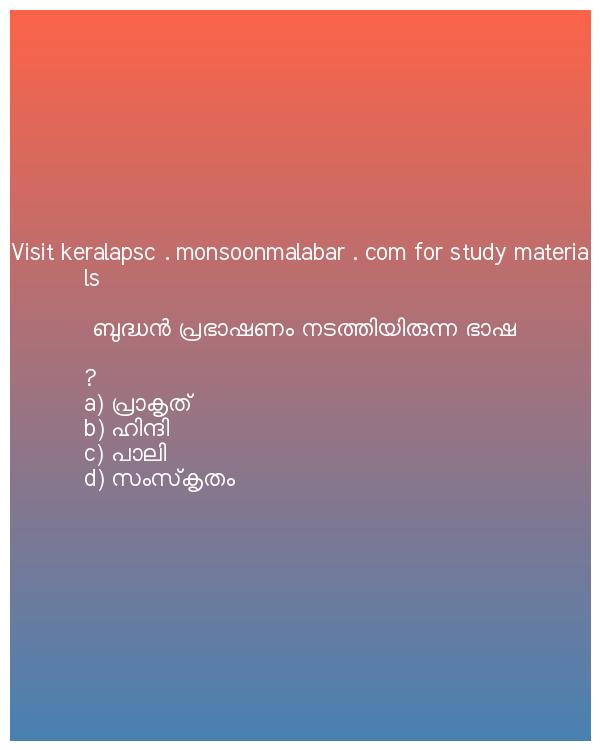 Visit keralapsc . monsoonmalabar . com for study materia
ls
ബുദ്ധൻ പ്രഭാഷണം നടത്തിയിരുന്ന ഭാഷ
?
a) പ്രാകൃത്
b) ഹിന്ദി
c) പാലി
d) സംസ്കൃതം